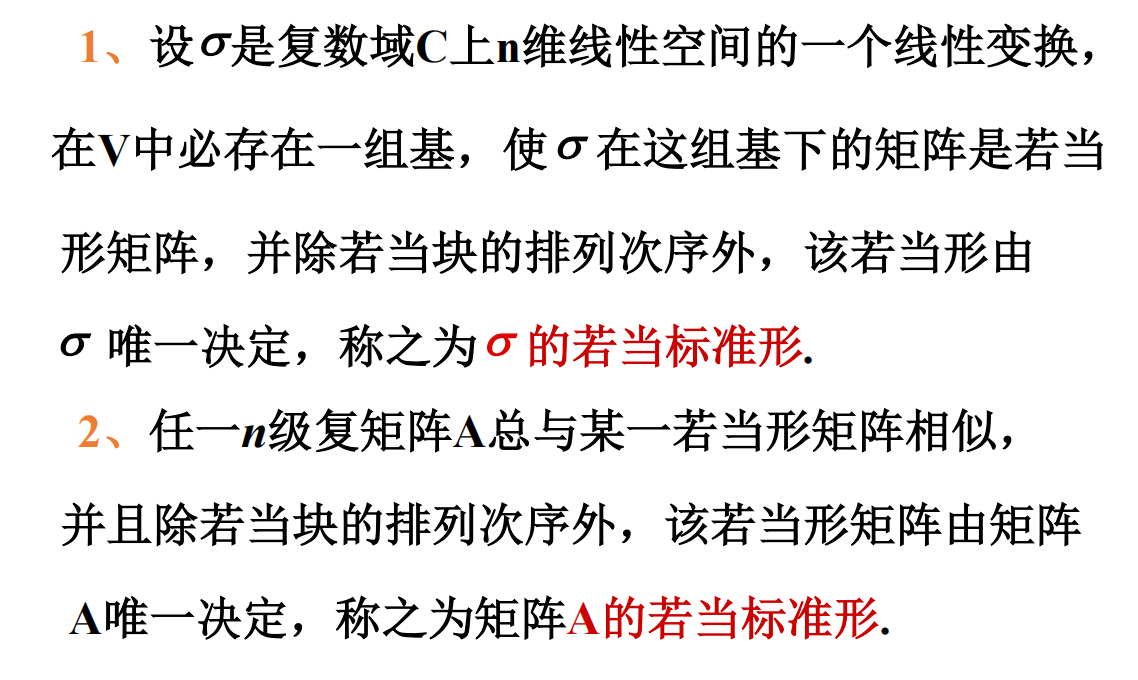 1、设σ是复数域C上n维线性空间的一个线性变换，
在V中必存在一组基，使σ在这组基下的矩阵是若当
形矩阵，并除若当块的排列次序外，该若当形由
σ 唯一决定，称之为σ的若当标准形.
2、任一n级复矩阵A总与某一若当形矩阵相似，
并且除若当块的排列次序外，该若当形矩阵由矩阵
A唯一决定，称之为矩阵A的若当标准形.